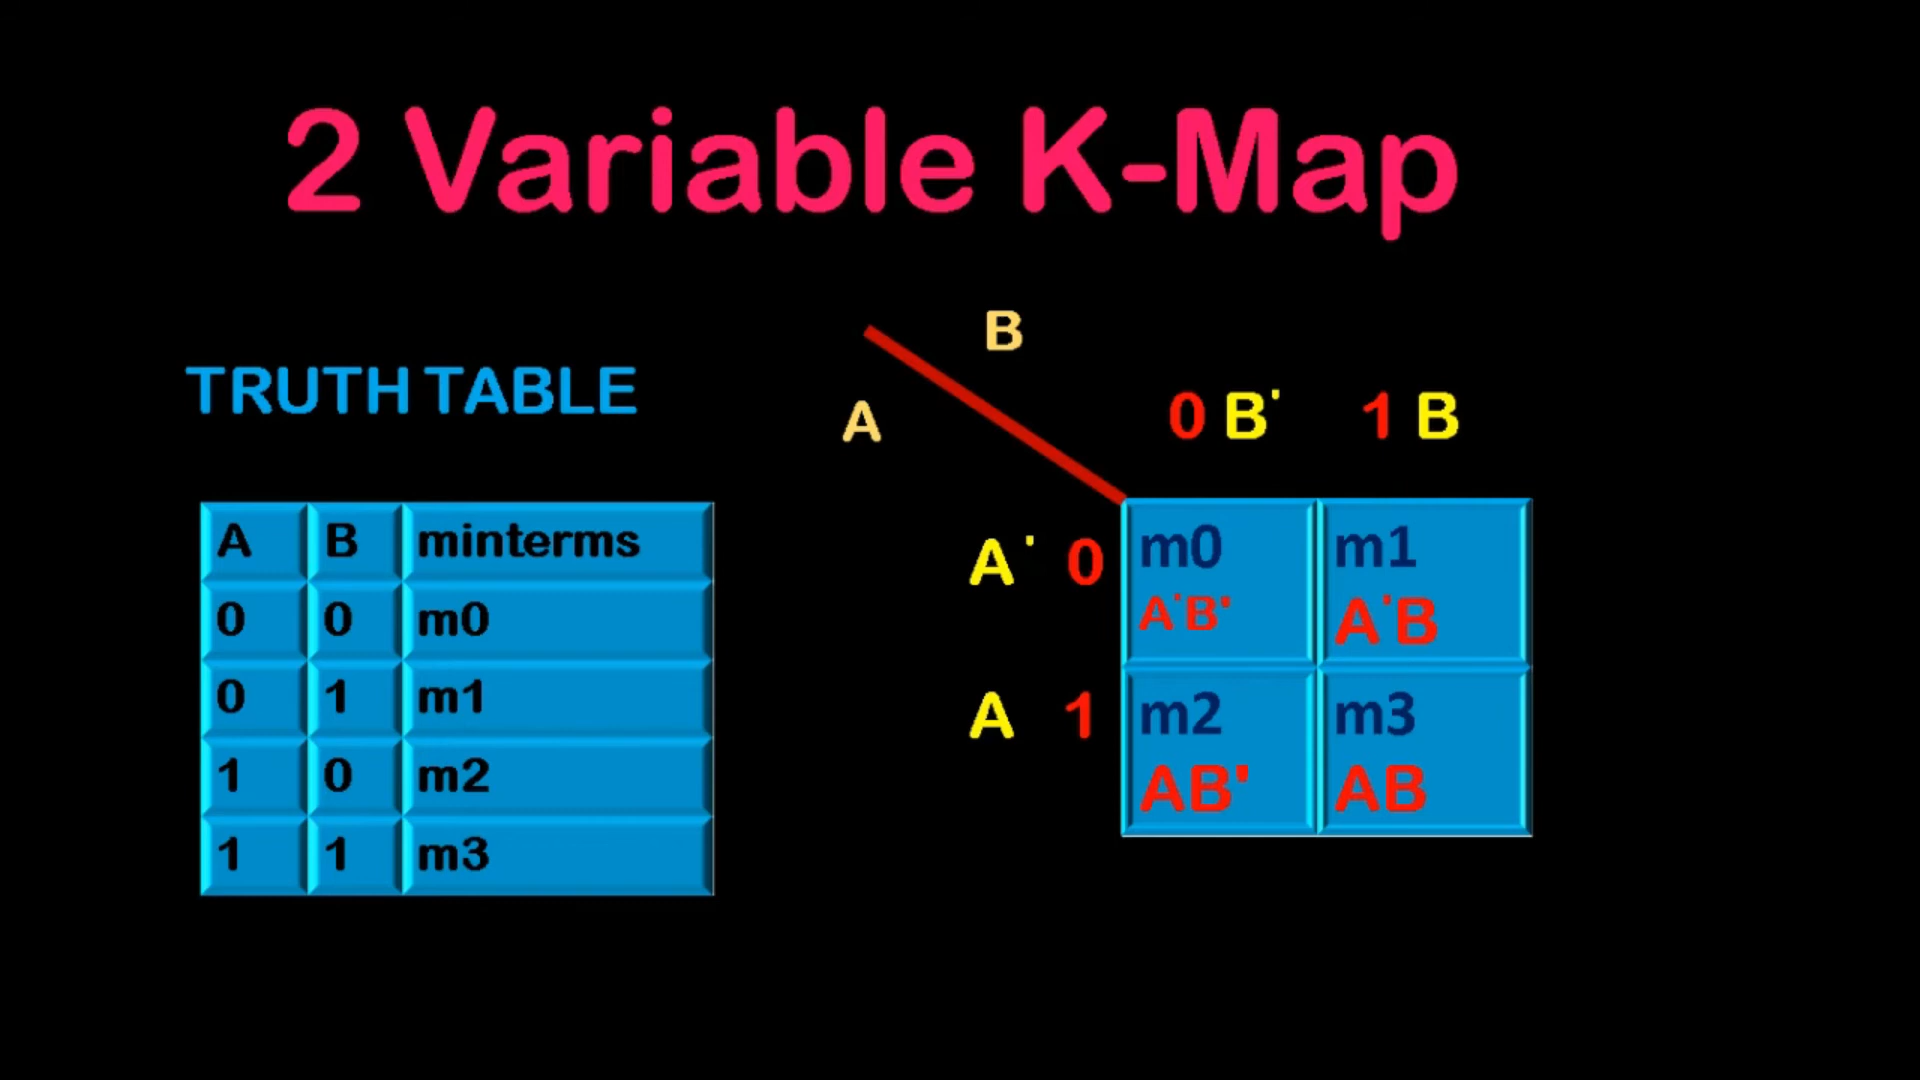 2 Variable K-Map
TRUTH TABLE
A B minterms
0 0 m0
0 1 m1
1 0 m2
1 1 m3
B
A
0 B' 1 B
A' 0 m0 m1
A'B' A'B
A 1 m2 m3
AB' AB